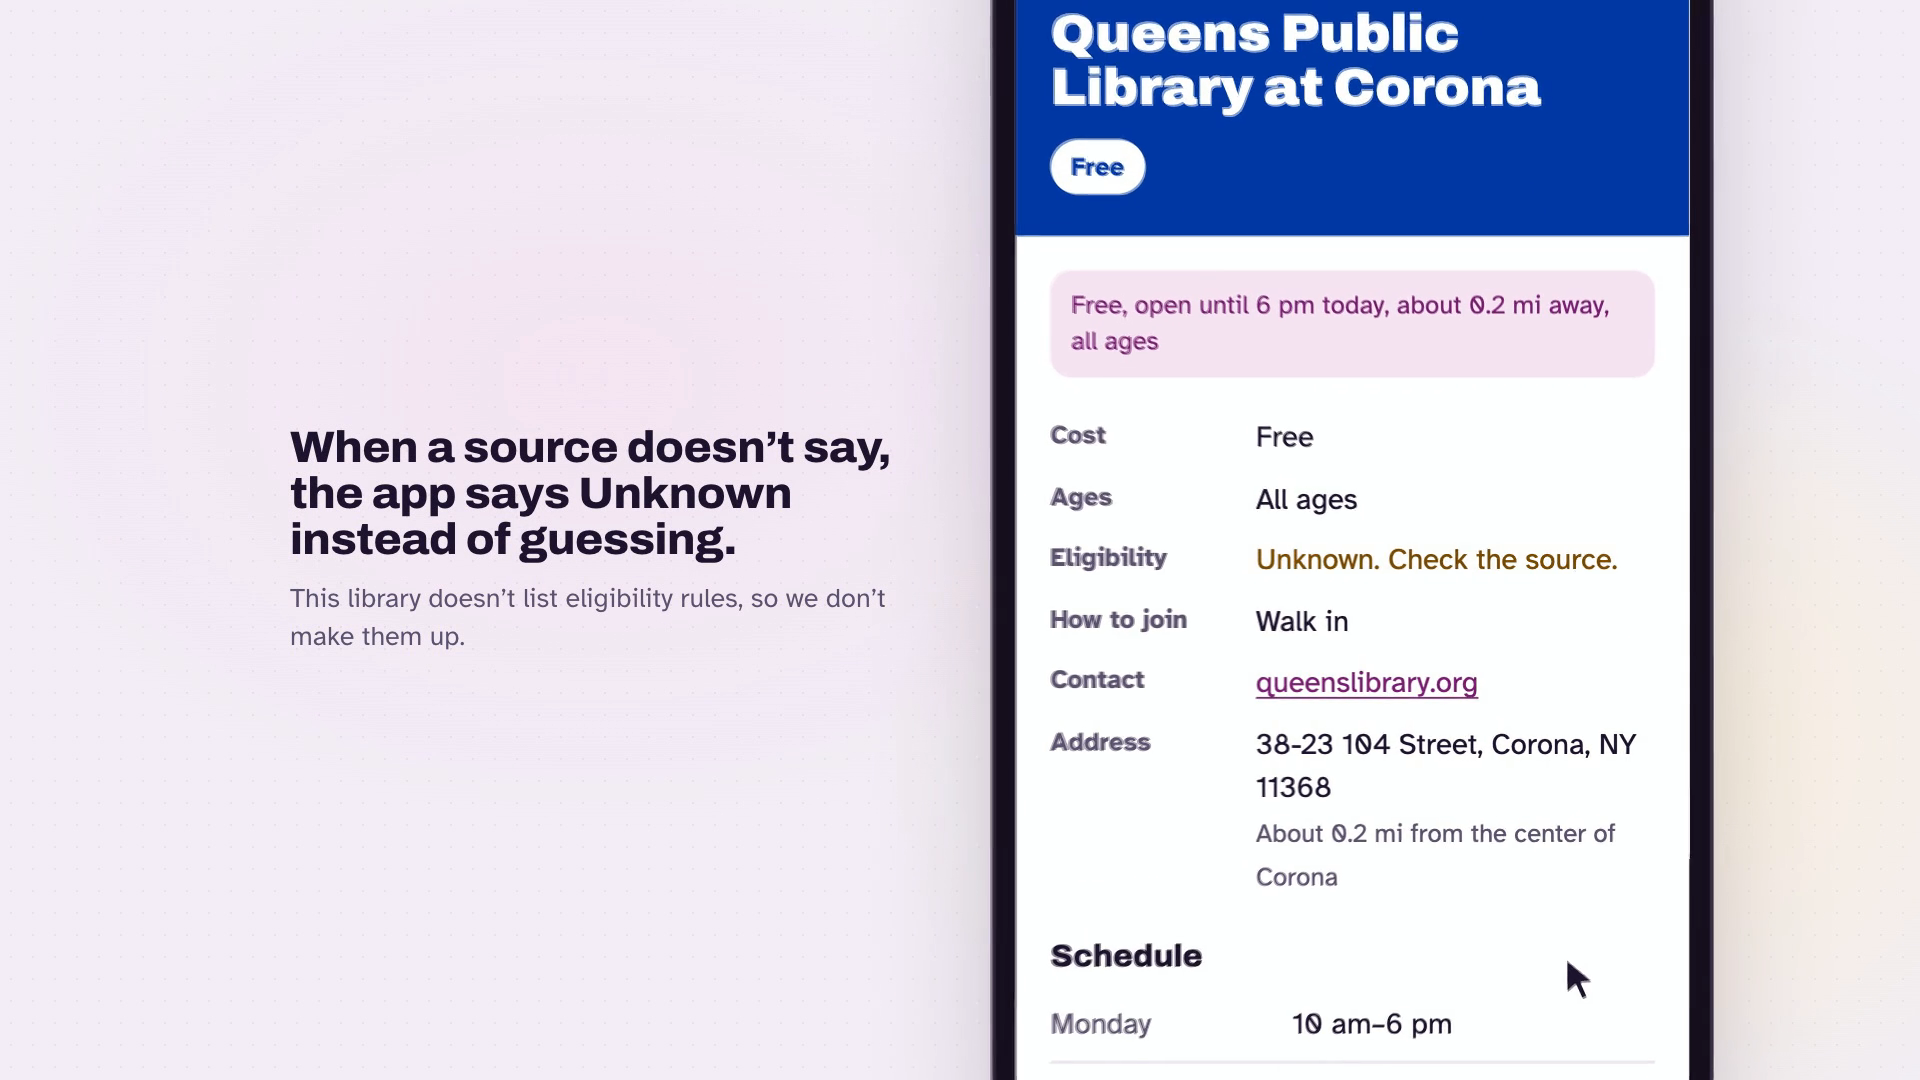 When a source doesn’t say,
the app says Unknown
instead of guessing.
This library doesn’t list eligibility rules, so we don’t
make them up.
Queens Public
Library at Corona
Free
Free, open until 6 pm today, about 0.2 mi away,
all ages
Cost Free
Ages All ages
Eligibility Unknown. Check the source.
How to join Walk in
Contact queenslibrary.org
Address 38-23 104 Street, Corona, NY
11368
About 0.2 mi from the center of
Corona
Schedule
Monday 10 am–6 pm